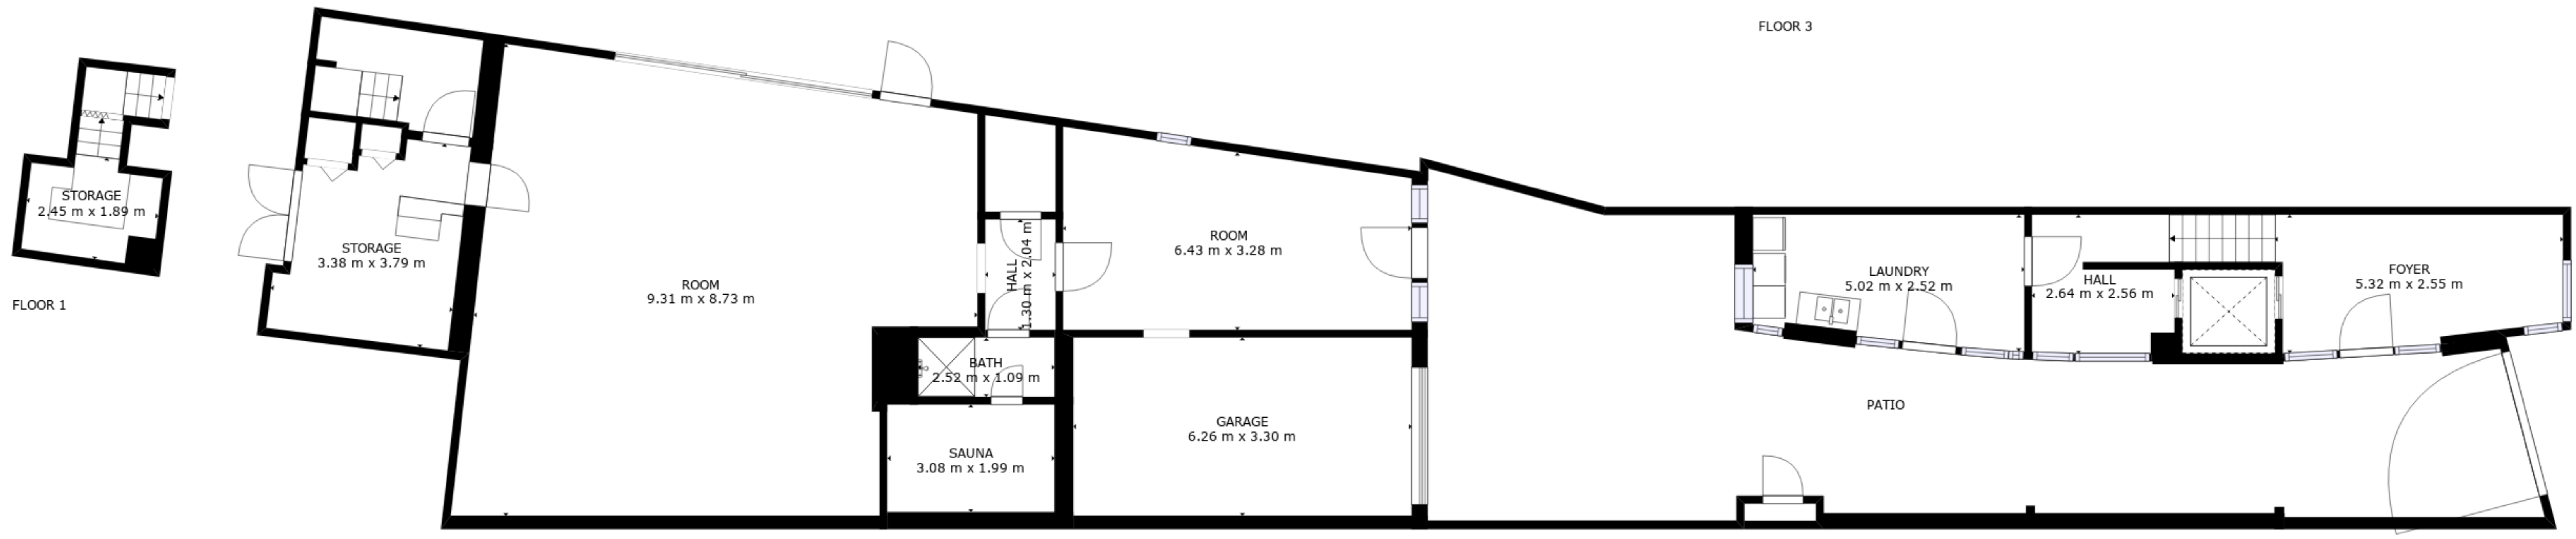 FLOOR 3
STORAGE
2.45 m x 1.89 m
FLOOR 1
STORAGE
3.38 m x 3.79 m
ROOM
9.31 m x 8.73 m
HALL
1.30 m x 2.04 m
ROOM
6.43 m x 3.28 m
BATH
2.52 m x 1.09 m
SAUNA
3.08 m x 1.99 m
GARAGE
6.26 m x 3.30 m
LAUNDRY
5.02 m x 2.52 m
HALL
2.64 m x 2.56 m
FOYER
5.32 m x 2.55 m
PATIO